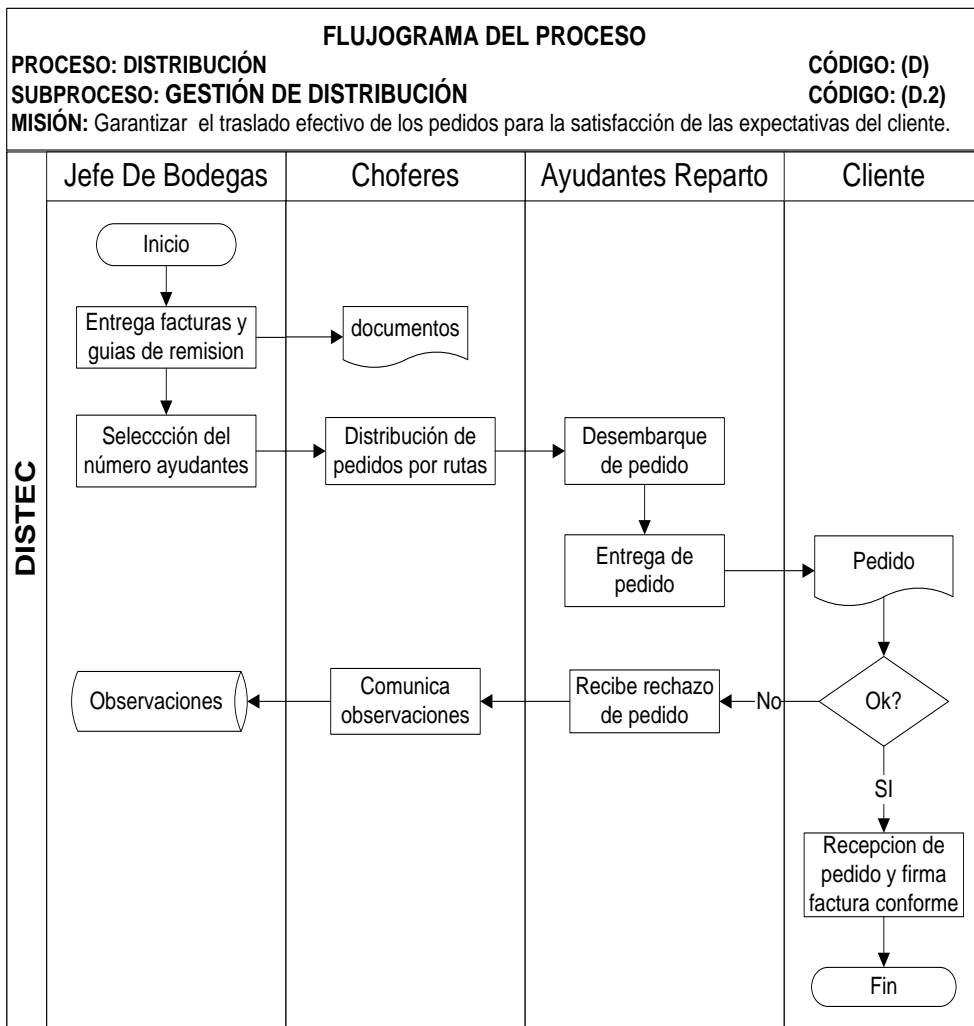 FLUJOGRAMA DEL PROCESO
PROCESO: DISTRIBUCIÓN CÓDIGO: (D)
SUBPROCESO: GESTIÓN DE DISTRIBUCIÓN CÓDIGO: (D.2)
MISIÓN: Garantizar el traslado efectivo de los pedidos para la satisfacción de las expectativas del cliente.
DISTEC
Jefe De Bodegas
Choferes
Ayudantes Reparto
Cliente
Inicio
Entrega facturas y
guias de remision
documentos
Seleccción del
número ayudantes
Distribución de
pedidos por rutas
Desembarque
de pedido
Entrega de
pedido
Pedido
Ok?
No
Recibe rechazo
de pedido
Comunica
observaciones
Observaciones
SI
Recepcion de
pedido y firma
factura conforme
Fin